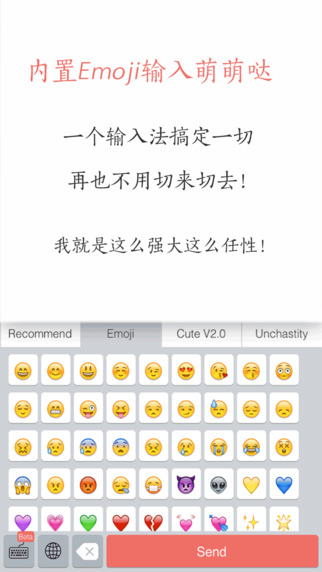 内置Emoji输入萌萌哒
一个输入法搞定一切
再也不用切来切去!
我就是这么强大这么任性!
Recommend
Emoji
Cute V2.0
Unchastity
Beta
Send